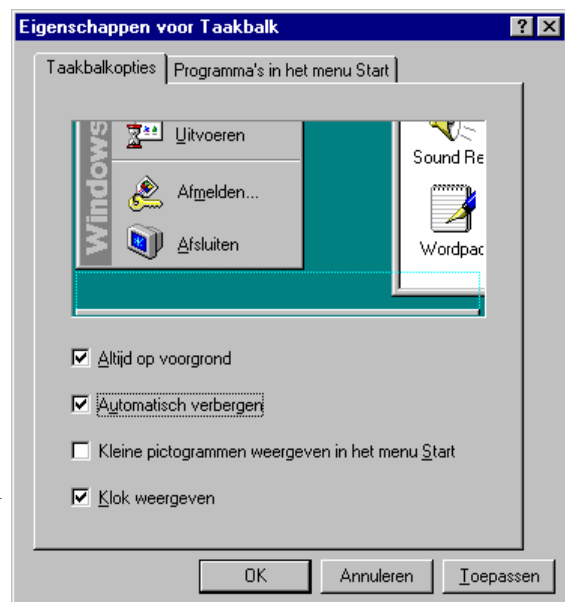 Eigenschappen voor Taakbalk
Taakbalkopties
Programma's in het menu Start
Windows
Uitvoeren
Afmelden...
Afsluiten
Sound Re
Wordpac
Altijd op voorgrond
Automatisch verbergen
Kleine pictogrammen weergeven in het menu Start
Klok weergeven
OK
Annuleren
Toepassen